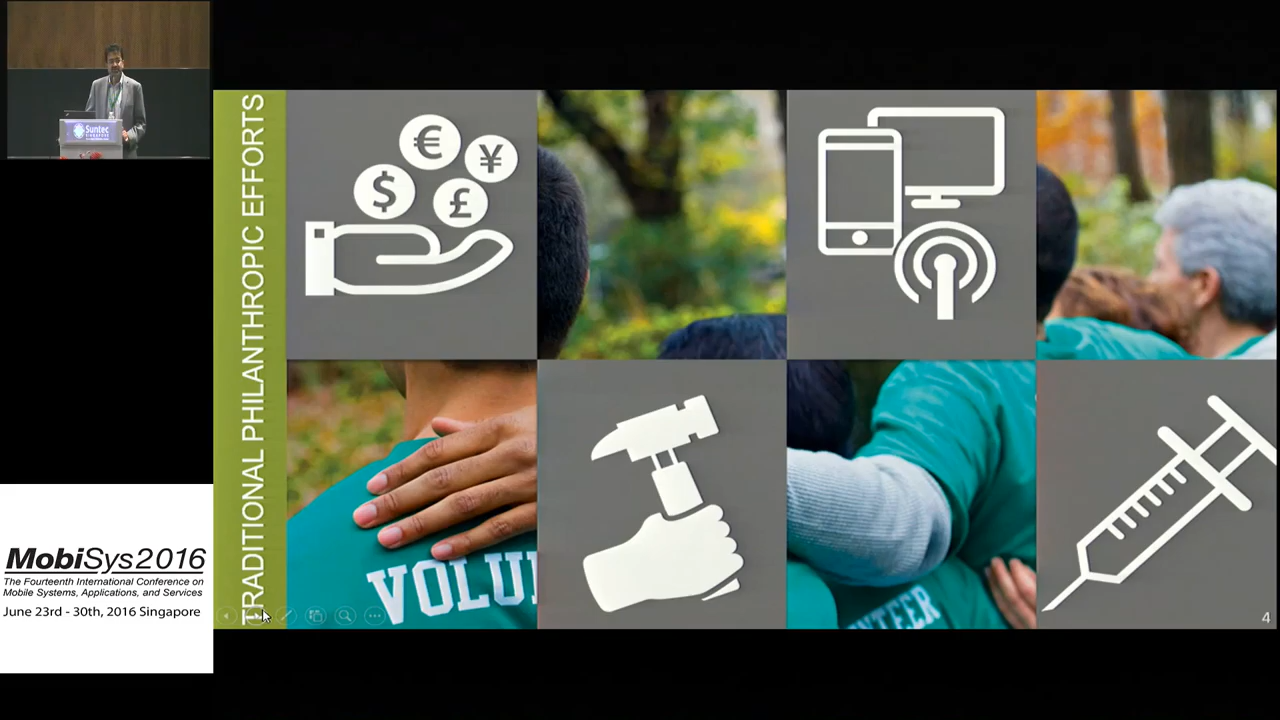 Suntec
SINGAPORE
TRADITIONAL PHILANTHROPIC EFFORTS
€
¥
$
£
VOLU
NTEER
4
MobiSys2016
The Fourteenth International Conference on
Mobile Systems, Applications, and Services
June 23rd - 30th, 2016 Singapore